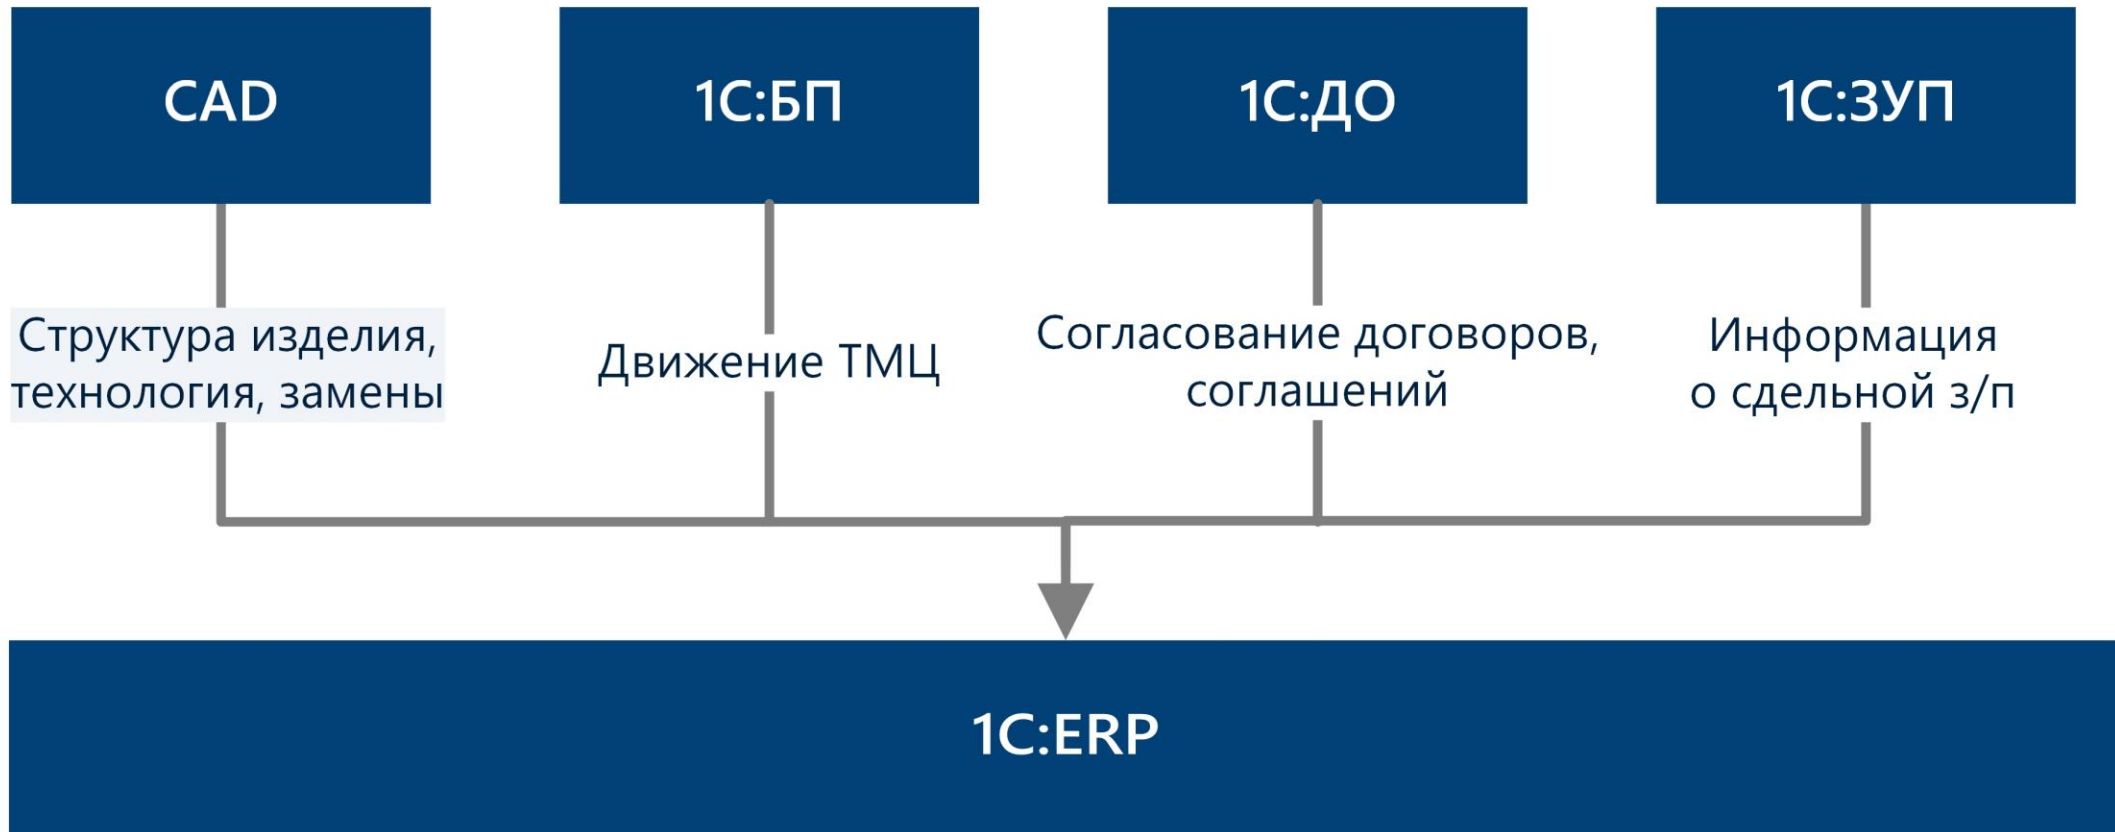 CAD
1С:БП
1С:ДО
1С:ЗУП
Структура изделия,
технология, замены
Движение ТМЦ
Согласование договоров,
соглашений
Информация
о сдельной з/п
1С:ERP